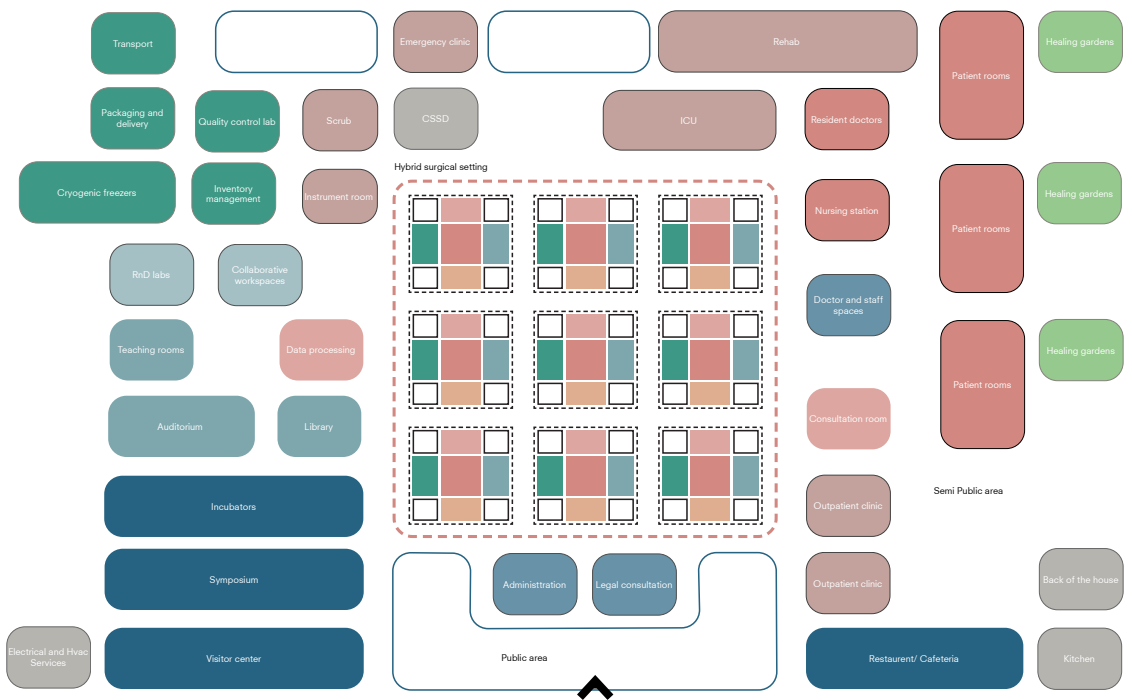 Transport
Emergency clinic
Rehab
Patient rooms
Healing gardens
Packaging and
delivery
Quality control lab
Scrub
CSSD
ICU
Resident doctors
Hybrid surgical setting
Cryogenic freezers
Inventory
management
Instrument room
Nursing station
Patient rooms
Healing gardens
RnD labs
Collaborative
workspaces
Doctor and staff
spaces
Teaching rooms
Data processing
Patient rooms
Healing gardens
Auditorium
Library
Consultation room
Semi Public area
Incubators
Outpatient clinic
Symposium
Administtration
Legal consultation
Outpatient clinic
Back of the house
Electrical and Hvac
Services
Visitor center
Public area
Restaurent/ Cafeteria
Kitchen